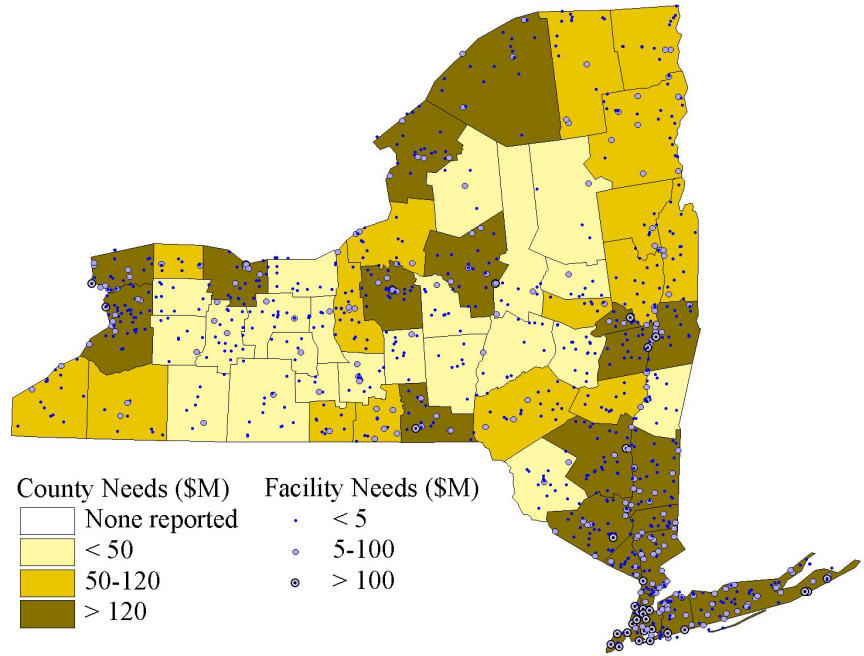 County Needs ($M)
None reported
< 50
50-120
> 120
Facility Needs ($M)
< 5
5-100
> 100